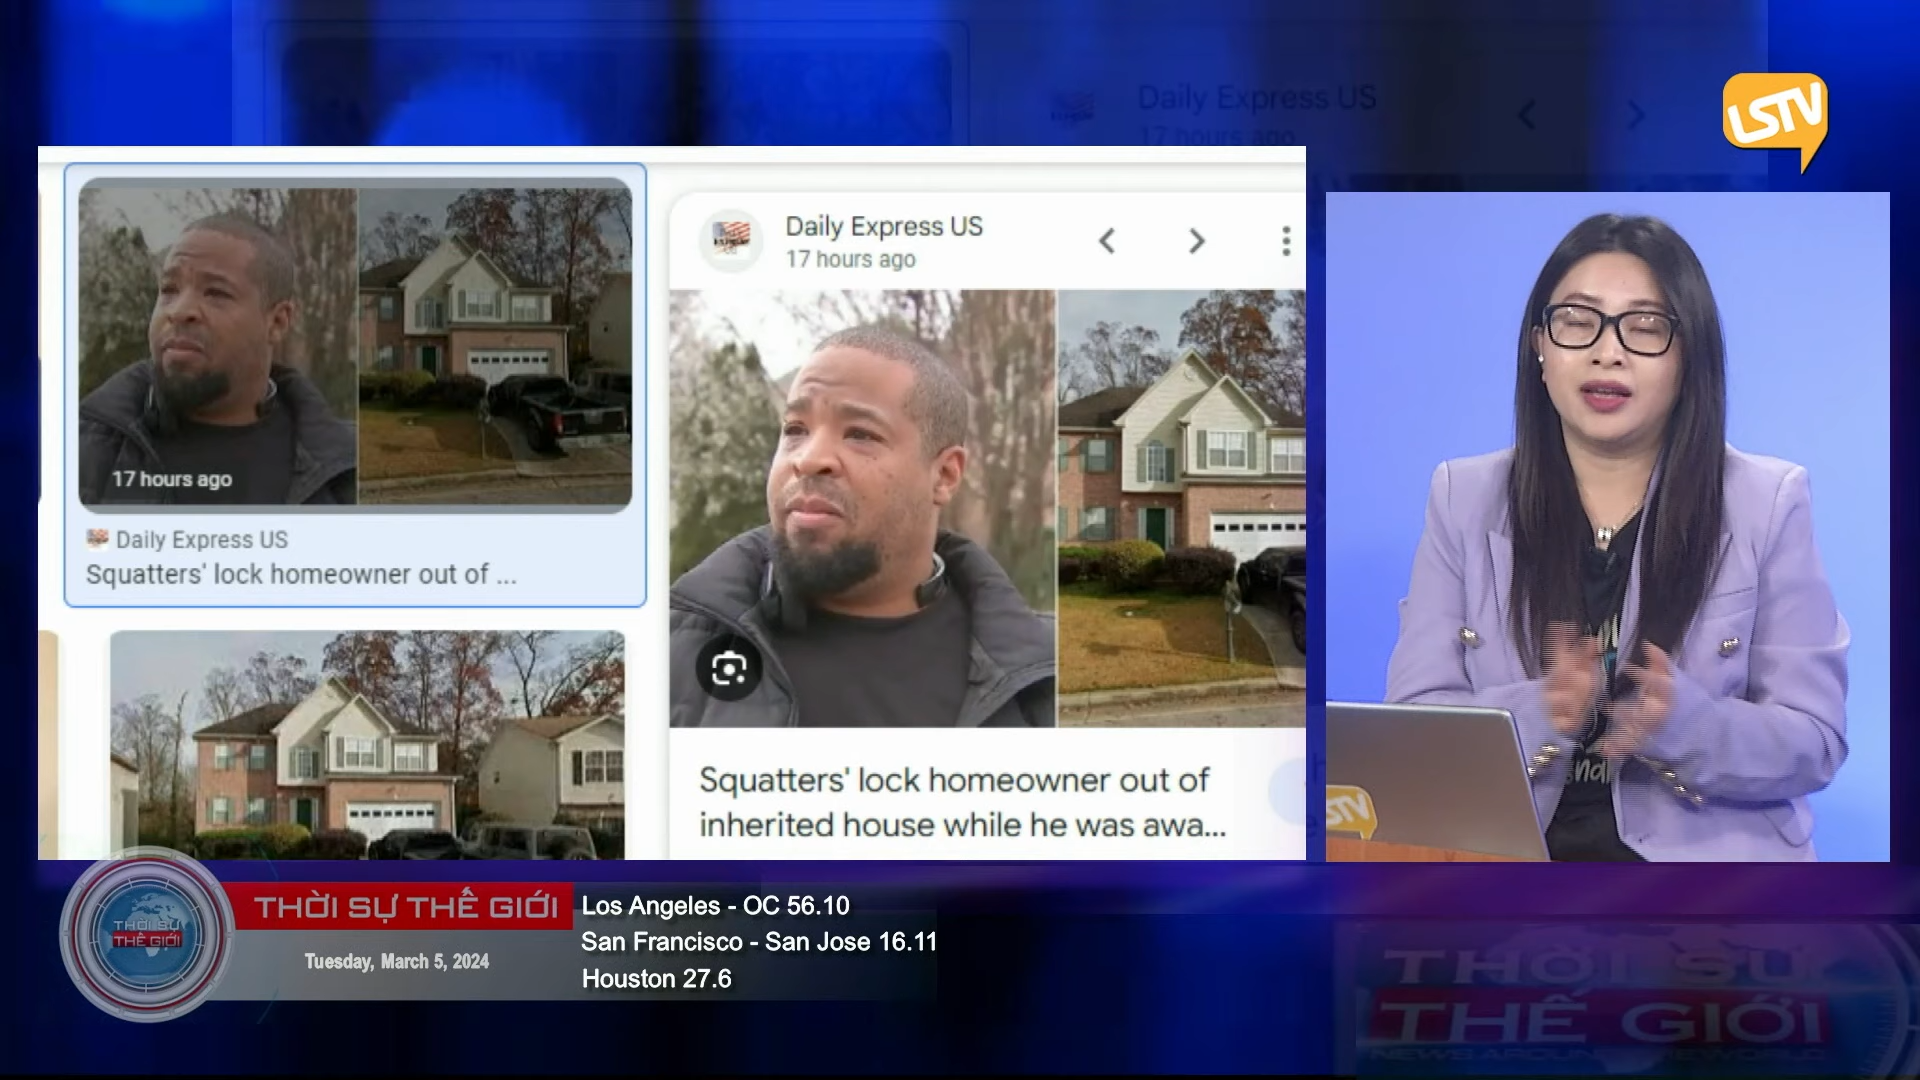 Daily Express US
17 hours ago
LSTV
Daily Express US
17 hours ago
17 hours ago
Daily Express US
Squatters' lock homeowner out of ...
Squatters' lock homeowner out of
inherited house while he was awa...
LSTV
THỜI SỰ THẾ GIỚI
Tuesday, March 5, 2024
Los Angeles - OC 56.10
San Francisco - San Jose 16.11
Houston 27.6
THỜI SỰ
THẾ GIỚI
THỜI SỰ
THẾ GIỚI